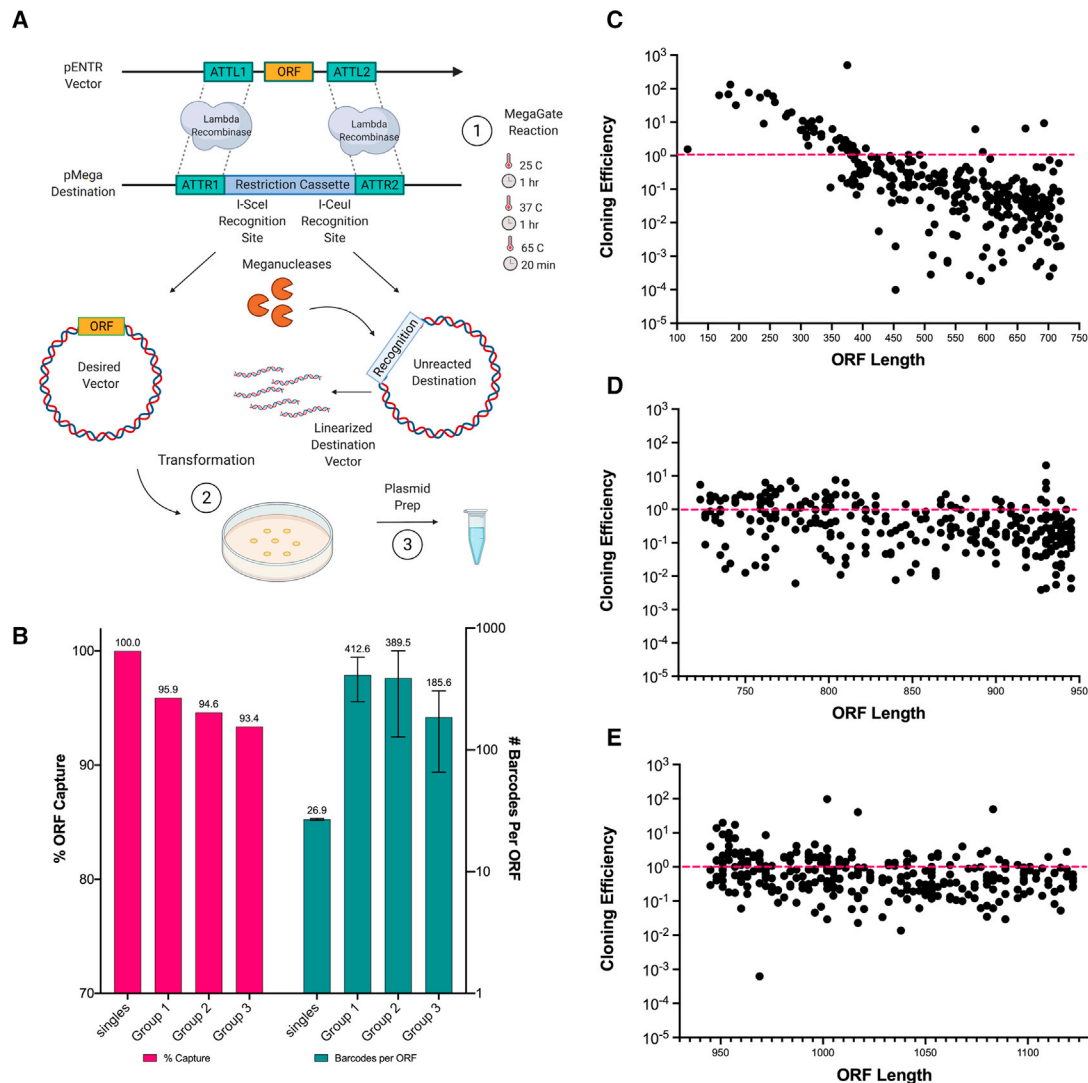 A
pENTR
Vector
ATTL1
ORF
ATTL2
Lambda
Recombinase
Lambda
Recombinase
1
MegaGate
Reaction
25 C
1 hr
37 C
1 hr
65 C
20 min
pMega
Destination
ATTR1
Restriction Cassette
ATTR2
I-SceI
Recognition
Site
I-CeuI
Recognition
Site
Meganucleases
ORF
Desired
Vector
Recognition
Unreacted
Destination
Linearized
Destination
Vector
Transformation
2
Plasmid
Prep
3
B
% ORF Capture
100
90
80
70
100.0
95.9
94.6
93.4
26.9
412.6
389.5
185.6
1000
100
10
1
# Barcodes Per ORF
singles
Group 1
Group 2
Group 3
singles
Group 1
Group 2
Group 3
% Capture
Barcodes per ORF
C
Cloning Efficiency
10³
10²
10¹
10⁰
10⁻¹
10⁻²
10⁻³
10⁻⁴
10⁻⁵
100 150 200 250 300 350 400 450 500 550 600 650 700 750
ORF Length
D
Cloning Efficiency
10³
10²
10¹
10⁰
10⁻¹
10⁻²
10⁻³
10⁻⁴
10⁻⁵
750 800 850 900 950
ORF Length
E
Cloning Efficiency
10³
10²
10¹
10⁰
10⁻¹
10⁻²
10⁻³
10⁻⁴
10⁻⁵
950 1000 1050 1100
ORF Length